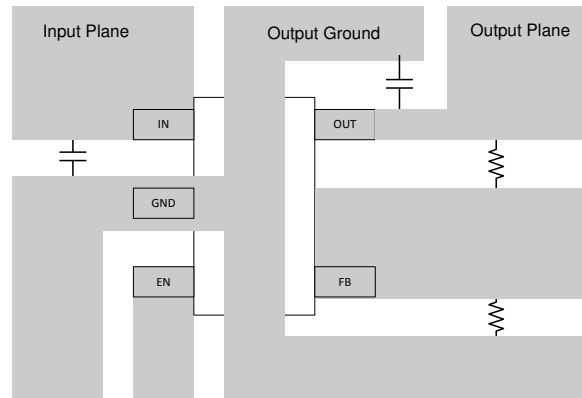 Input Plane
Output Ground
Output Plane
IN
OUT
GND
EN
FB